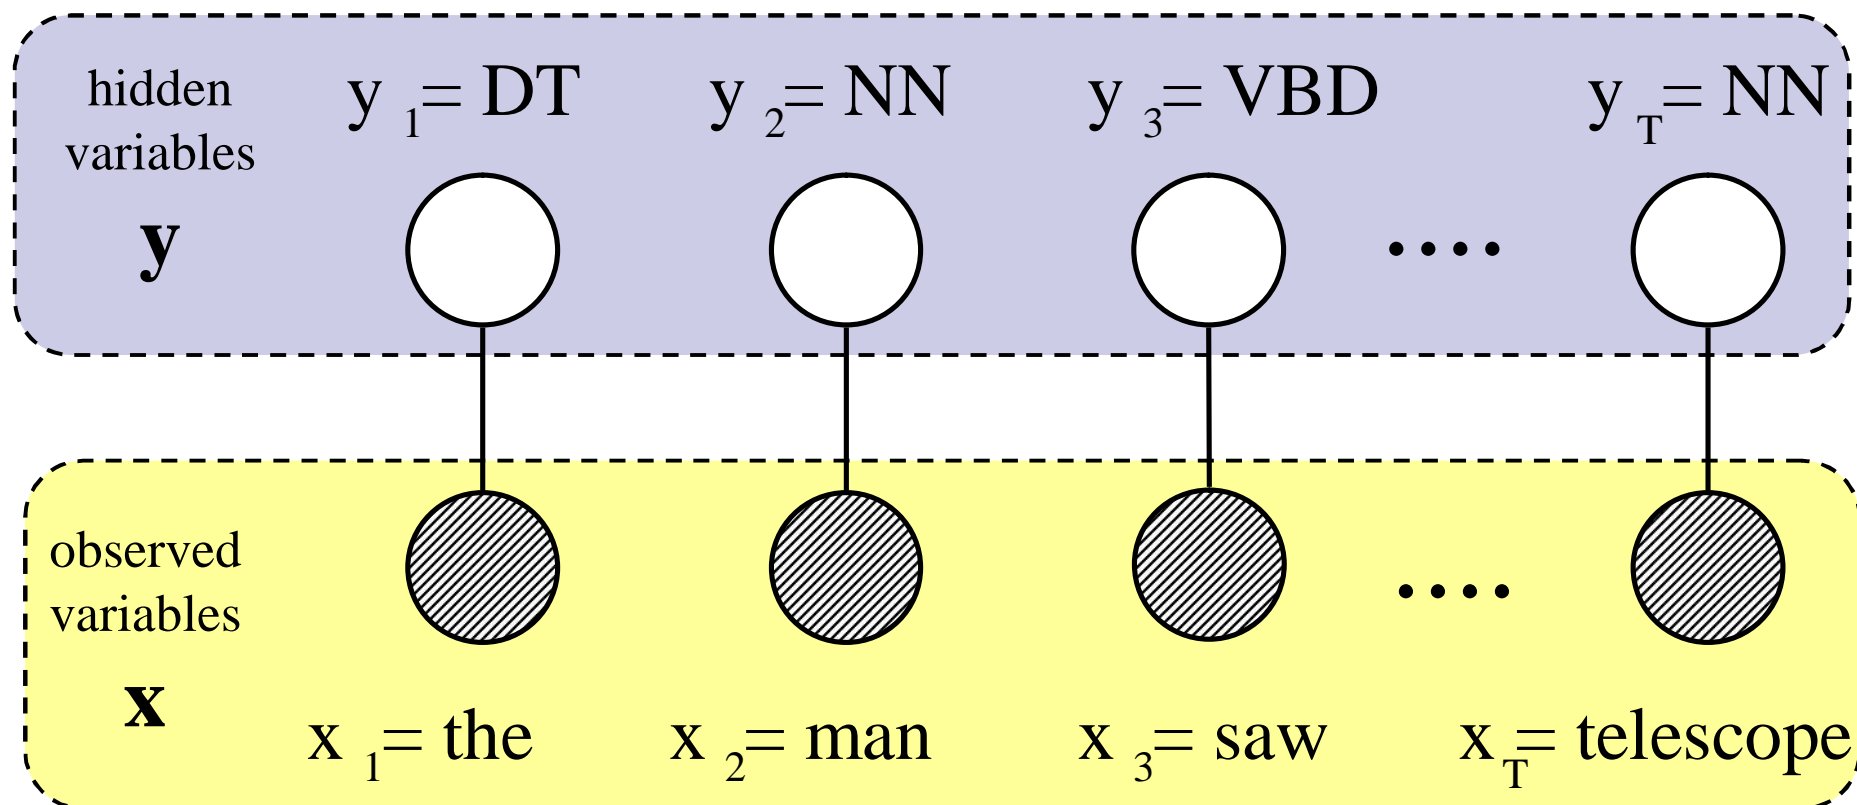 hidden
variables
y
y 1= DT
y 2= NN
y 3= VBD
y T= NN
....
observed
variables
x
....
x 1= the
x 2= man
x 3= saw
x T= telescope